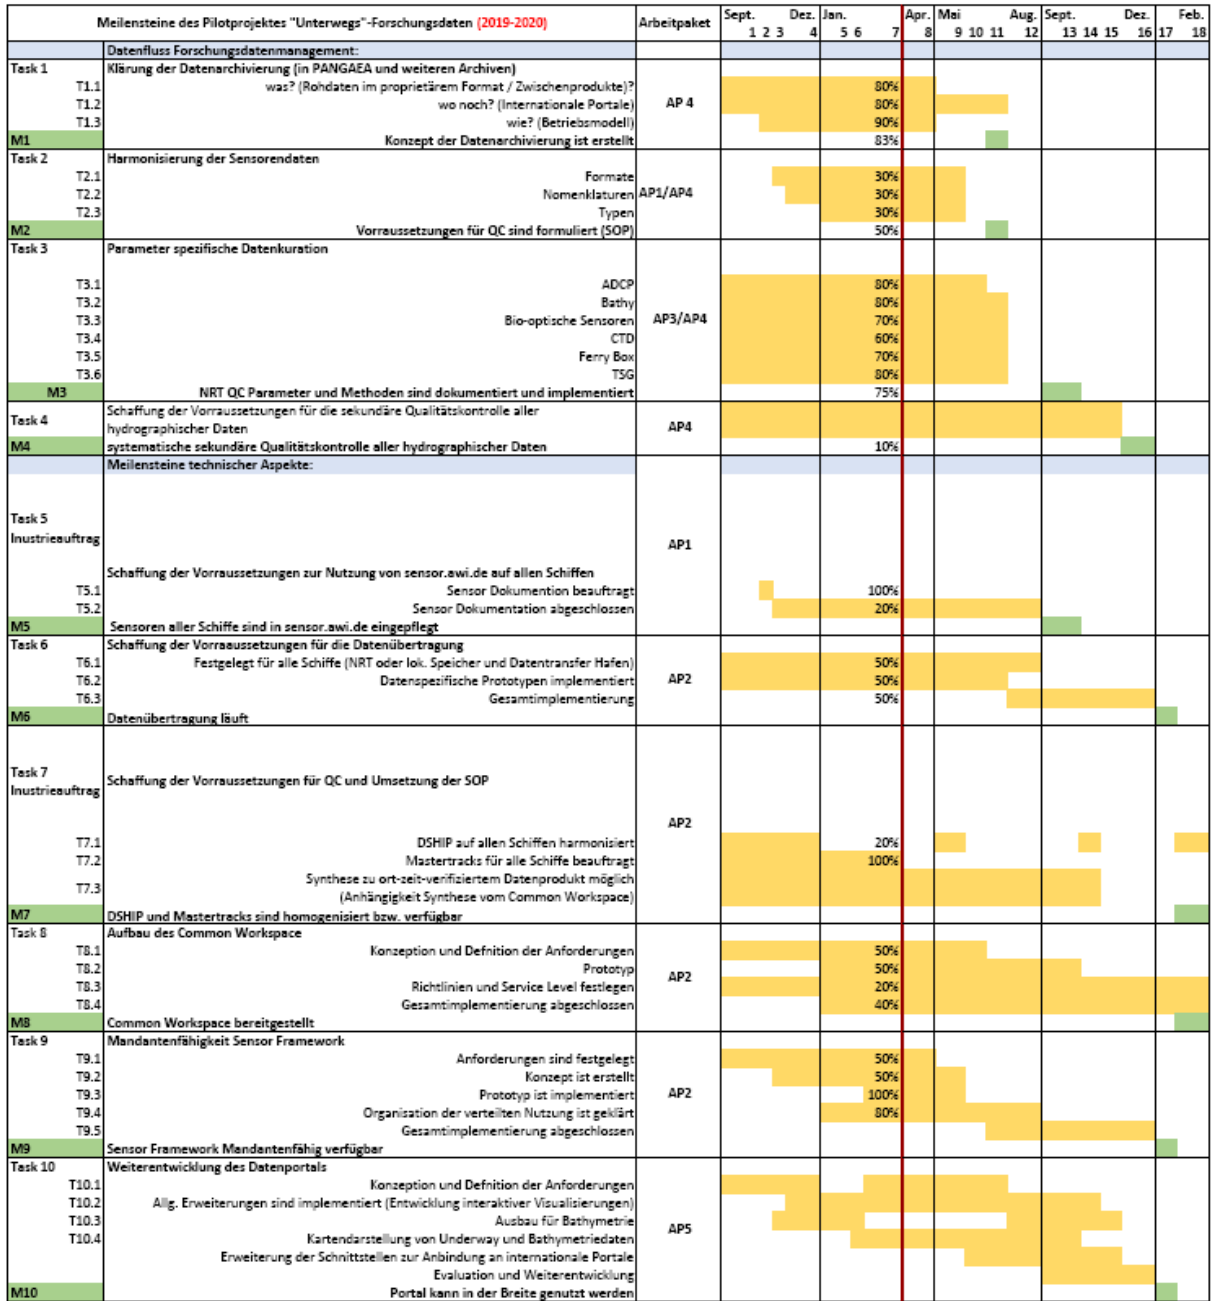 Meilensteine des Pilotprojektes "Unterwegs"-Forschungsdaten (2019-2020) Arbeitpaket Sept. Dez. Jan. Apr. Mai Aug. Sept. Dez. Feb.
1 2 3 4 5 6 7 8 9 10 11 12 13 14 15 16 17 18
Datenfluss Forschungsdatenmanagement:
Task 1 Klärung der Datenarchivierung (in PANGAEA und weiteren Archiven)
T1.1 was? (Rohdaten im proprietärem Format / Zwischenprodukte)? 80%
T1.2 wo noch? (Internationale Portale) AP 4 80%
T1.3 wie? (Betriebsmodell) 90%
M1 Konzept der Datenarchivierung ist erstellt 83%
Task 2 Harmonisierung der Sensorendaten
T2.1 Formate 30%
T2.2 Nomenklaturen AP1/AP4 30%
T2.3 Typen 30%
M2 Vorraussetzungen für QC sind formuliert (SOP) 50%
Task 3 Parameter spezifische Datenkuration
T3.1 ADCP 80%
T3.2 Bathy 80%
T3.3 Bio-optische Sensoren AP3/AP4 70%
T3.4 CTD 60%
T3.5 Ferry Box 70%
T3.6 TSG 80%
M3 NRT QC Parameter und Methoden sind dokumentiert und implementiert 75%
Task 4 Schaffung der Vorraussetzungen für die sekundäre Qualitätskontrolle aller
hydrographischer Daten AP4
M4 systematische sekundäre Qualitätskontrolle aller hydrographischer Daten 10%
Meilensteine technischer Aspekte:
Task 5
Inustrieauftrag
AP1
Schaffung der Vorraussetzungen zur Nutzung von sensor.awi.de auf allen Schiffen
T5.1 Sensor Dokumention beauftragt 100%
T5.2 Sensor Dokumentation abgeschlossen 20%
M5 Sensoren aller Schiffe sind in sensor.awi.de eingepflegt
Task 6 Schaffung der Vorraaussetzungen für die Datenübertragung
T6.1 Festgelegt für alle Schiffe (NRT oder lok. Speicher und Datentransfer Hafen) 50%
T6.2 Datenspezifische Prototypen implementiert AP2 50%
T6.3 Gesamtimplementierung 50%
M6 Datenübertragung läuft
Task 7
Inustrieauftrag
Schaffung der Vorraussetzungen für QC und Umsetzung der SOP
AP2
T7.1 DSHIP auf allen Schiffen harmonisiert 20%
T7.2 Mastertracks für alle Schiffe beauftragt 100%
T7.3 Synthese zu ort-zeit-verifiziertem Datenprodukt möglich
(Anhängigkeit Synthese vom Common Workspace)
M7 DSHIP und Mastertracks sind homogenisiert bzw. verfügbar
Task 8 Aufbau des Common Workspace
T8.1 Konzeption und Defnition der Anforderungen 50%
T8.2 Prototyp AP2 50%
T8.3 Richtlinien und Service Level festlegen 20%
T8.4 Gesamtimplementierung abgeschlossen 40%
M8 Common Workspace bereitgestellt
Task 9 Mandantenfähigkeit Sensor Framework
T9.1 Anforderungen sind festgelegt 50%
T9.2 Konzept ist erstellt 50%
T9.3 Prototyp ist implementiert AP2 100%
T9.4 Organisation der verteilten Nutzung ist geklärt 80%
T9.5 Gesamtimplementierung abgeschlossen
M9 Sensor Framework Mandantenfähig verfügbar
Task 10 Weiterentwicklung des Datenportals
T10.1 Konzeption und Defnition der Anforderungen
T10.2 Allg. Erweiterungen sind implementiert (Entwicklung interaktiver Visualisierungen)
T10.3 Ausbau für Bathymetrie AP5
T10.4 Kartendarstellung von Underway und Bathymetriedaten
Erweiterung der Schnittstellen zur Anbindung an internationale Portale
Evaluation und Weiterentwicklung
M10 Portal kann in der Breite genutzt werden